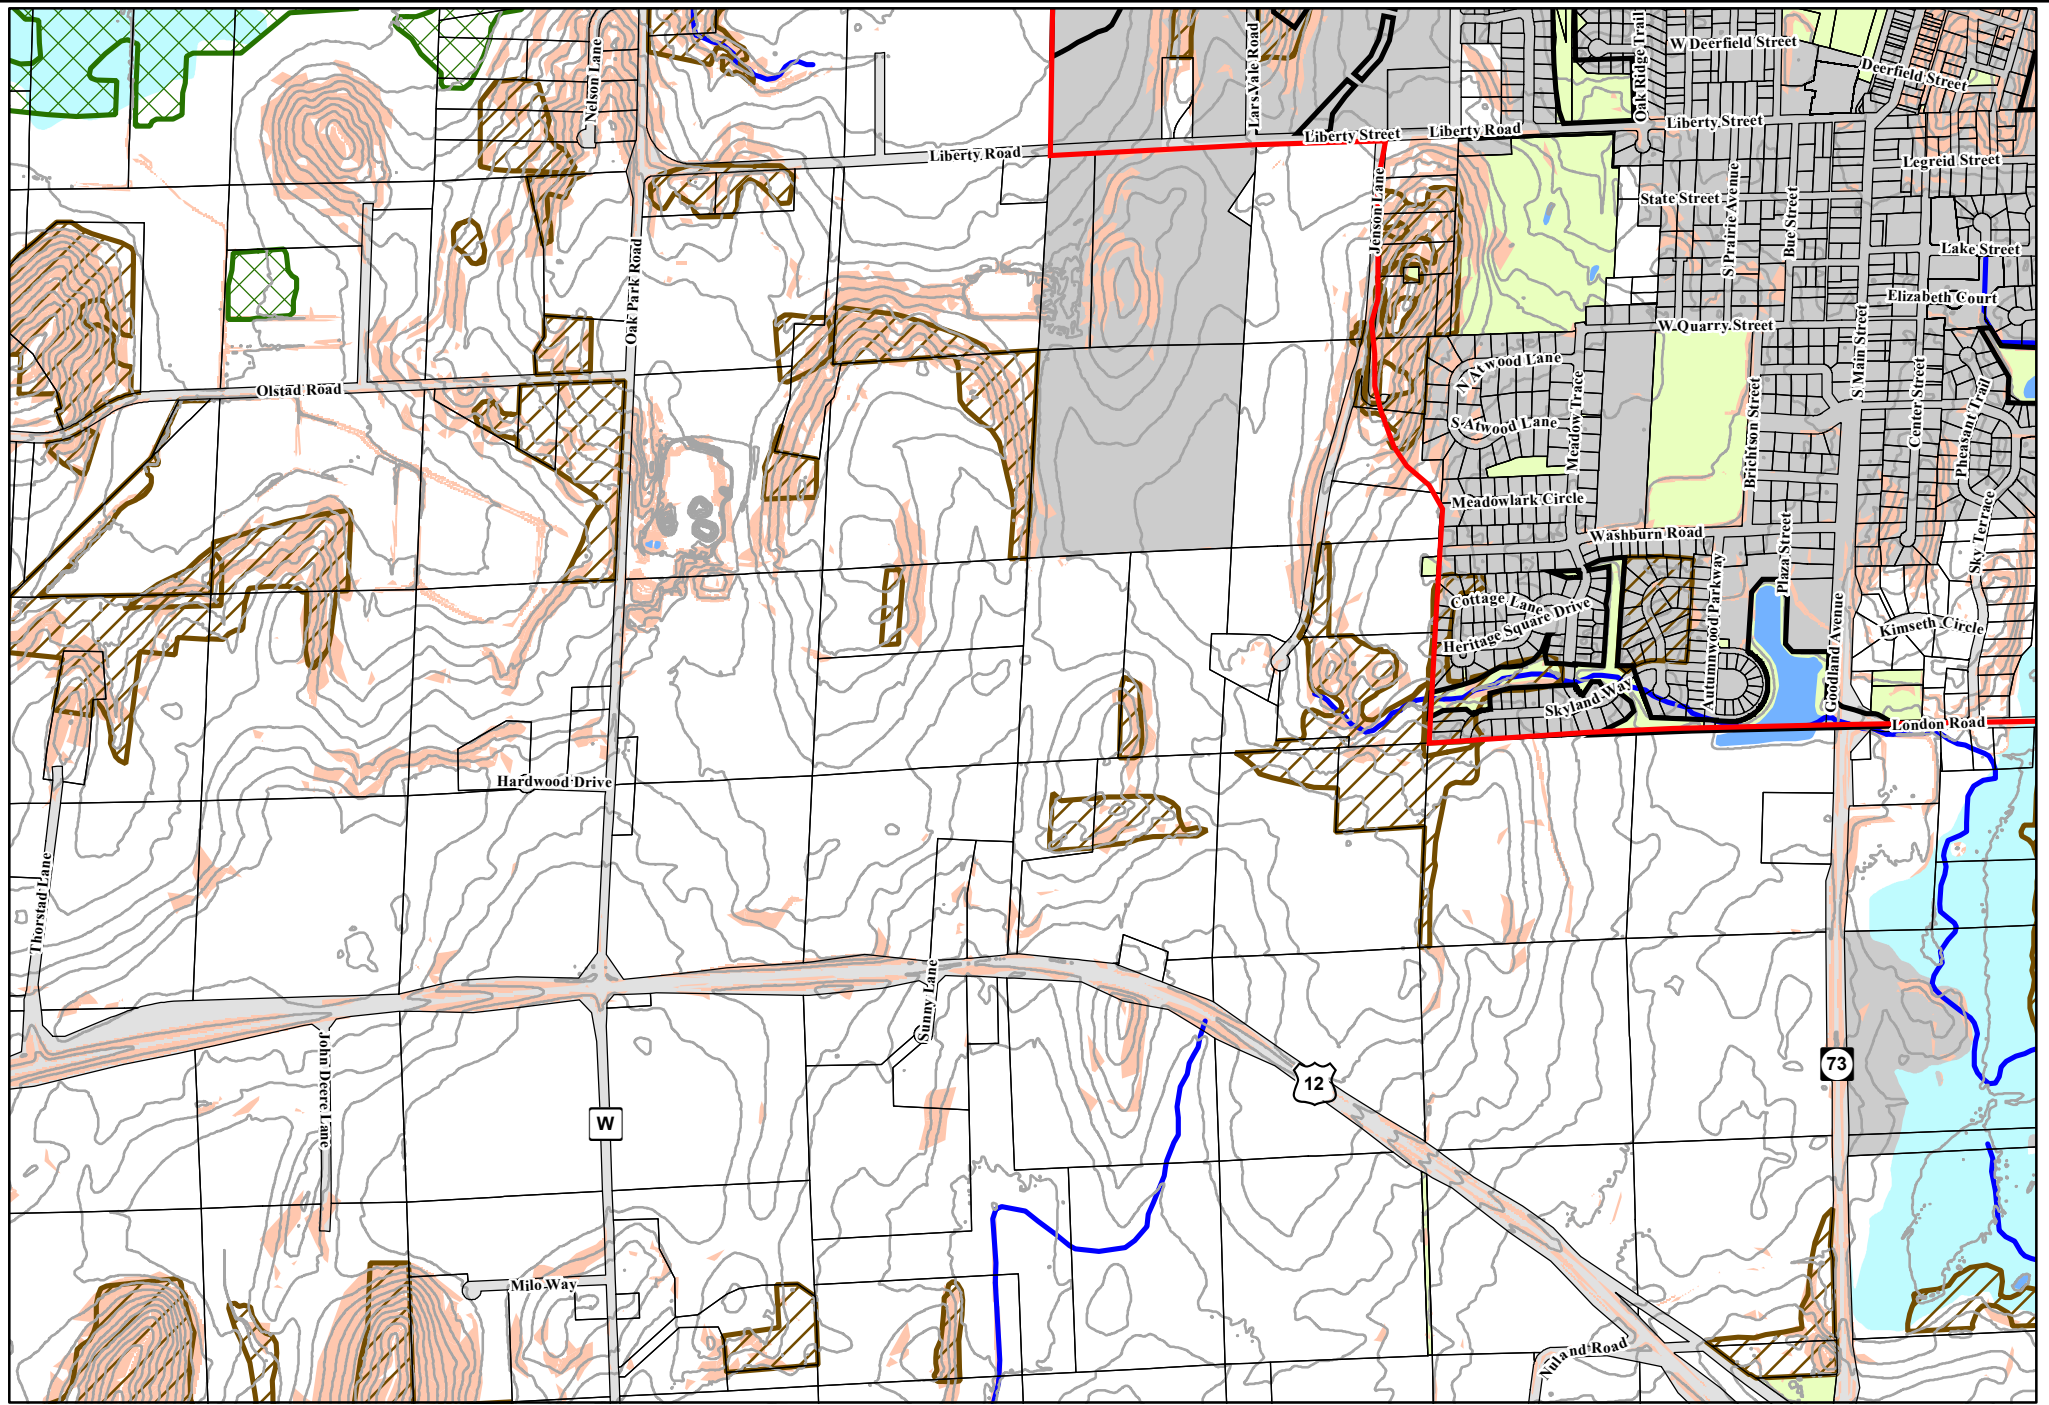 Nelson Lane
Lars Vale Road
Oak Ridge Trail
W Deerfield Street
Deerfield Street
Liberty Road
Liberty Street
Liberty Road
Liberty Street
Legreid Street
State Street
S Prairie Avenue
Bue Street
Lake Street
Jenson Lane
Oak Park Road
Elizabeth Court
W Quarry Street
S Main Street
N Atwood Lane
Olstad Road
Meadow Trace
Brichtson Street
Center Street
Pheasant Trail
S Atwood Lane
Meadowlark Circle
Washburn Road
Plaza Street
Sky Terrace
Cottage Lane
Heritage Square Drive
Autumnwood Parkway
Goodland Avenue
Kimseth Circle
Skyland Way
London Road
Hardwood Drive
Thorstad Lane
Sunny Lane
John Deere Lane
12
73
W
Milo Way
Nuland Road